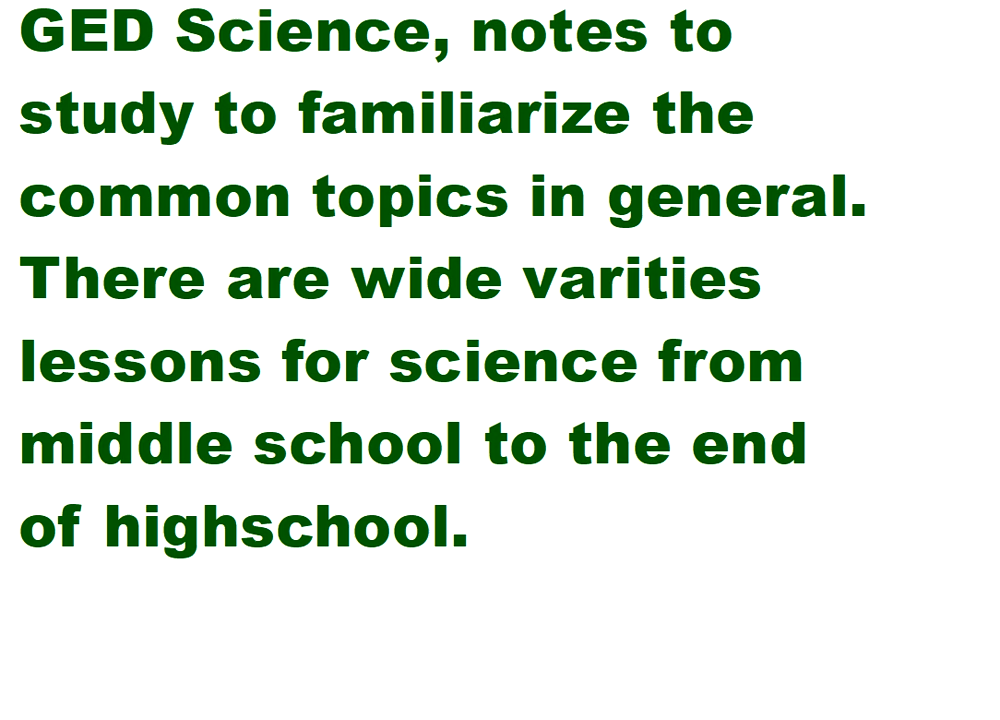 GED Science, notes to
study to familiarize the
common topics in general.
There are wide varities
lessons for science from
middle school to the end
of highschool.